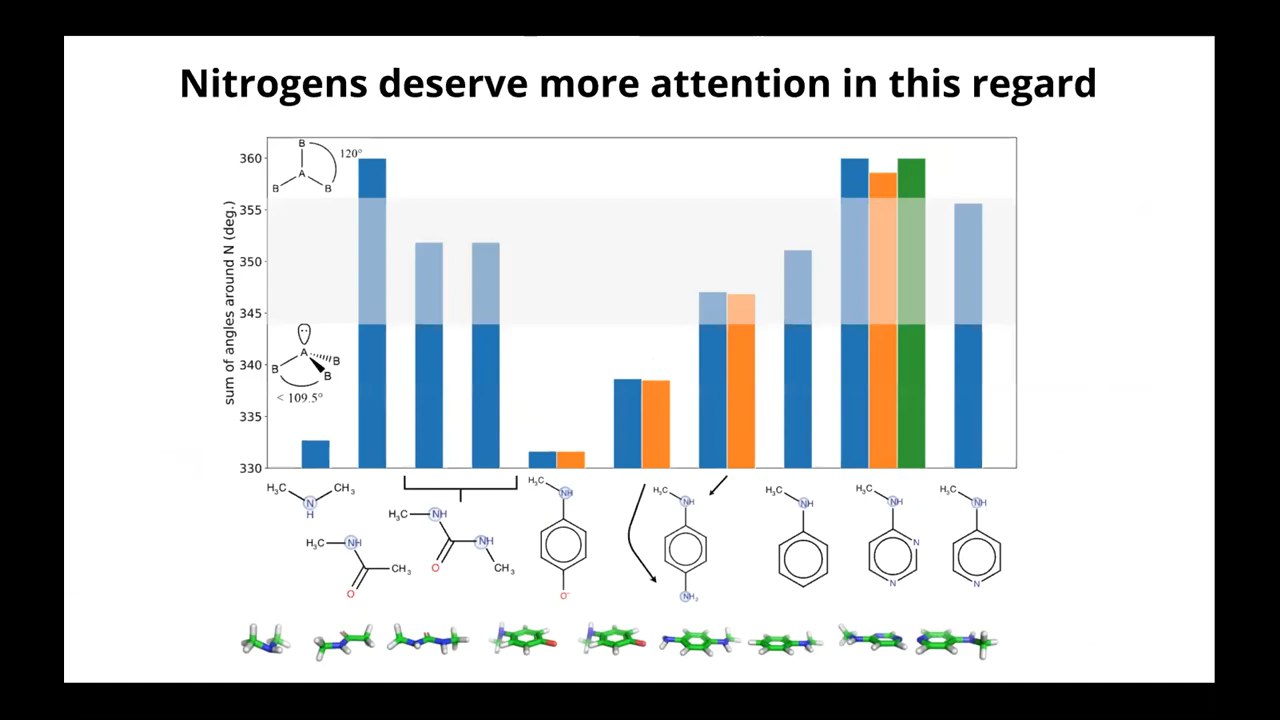 Nitrogens deserve more attention in this regard
sum of angles around N (deg.)
360
355
350
345
340
335
330
B
A
B
B
120°
A
B
B
B
< 109.5°
H₃C
CH₃
N
H
H₃C
NH
CH₃
O
H₃C
NH
NH
O
CH₃
H₃C
NH
O⁻
H₃C
NH
NH₂
H₃C
NH
H₃C
NH
N
N
H₃C
NH
N